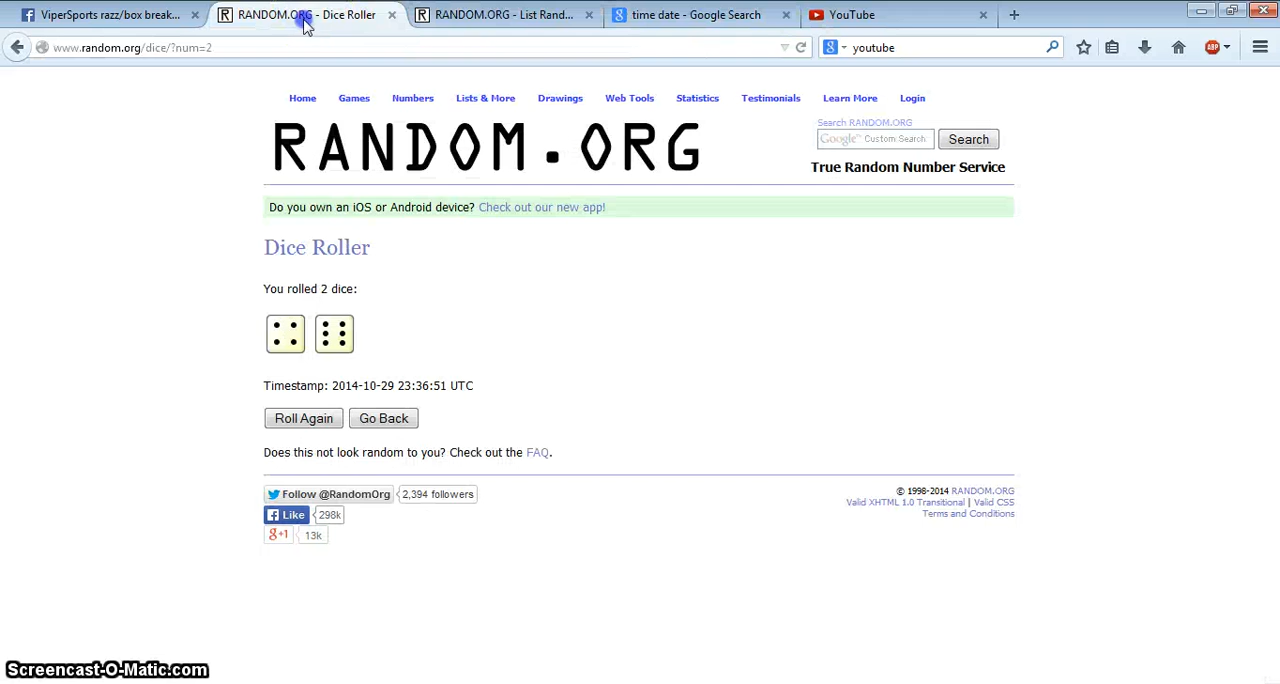 ViperSports razz/box break...
RANDOM.ORG - Dice Roller
RANDOM.ORG - List Rand...
time date - Google Search
YouTube
www.random.org/dice/?num=2
youtube
ABP
Home Games Numbers Lists & More Drawings Web Tools Statistics Testimonials Learn More Login
RANDOM.ORG
Search RANDOM.ORG
Google™ Custom Search
Search
True Random Number Service
Do you own an iOS or Android device? Check out our new app!
Dice Roller
You rolled 2 dice:
Timestamp: 2014-10-29 23:36:51 UTC
Roll Again Go Back
Does this not look random to you? Check out the FAQ.
Follow @RandomOrg 2,394 followers
Like 298k
g+1 13k
© 1998-2014 RANDOM.ORG
Valid XHTML 1.0 Transitional | Valid CSS
Terms and Conditions
Screencast-O-Matic.com